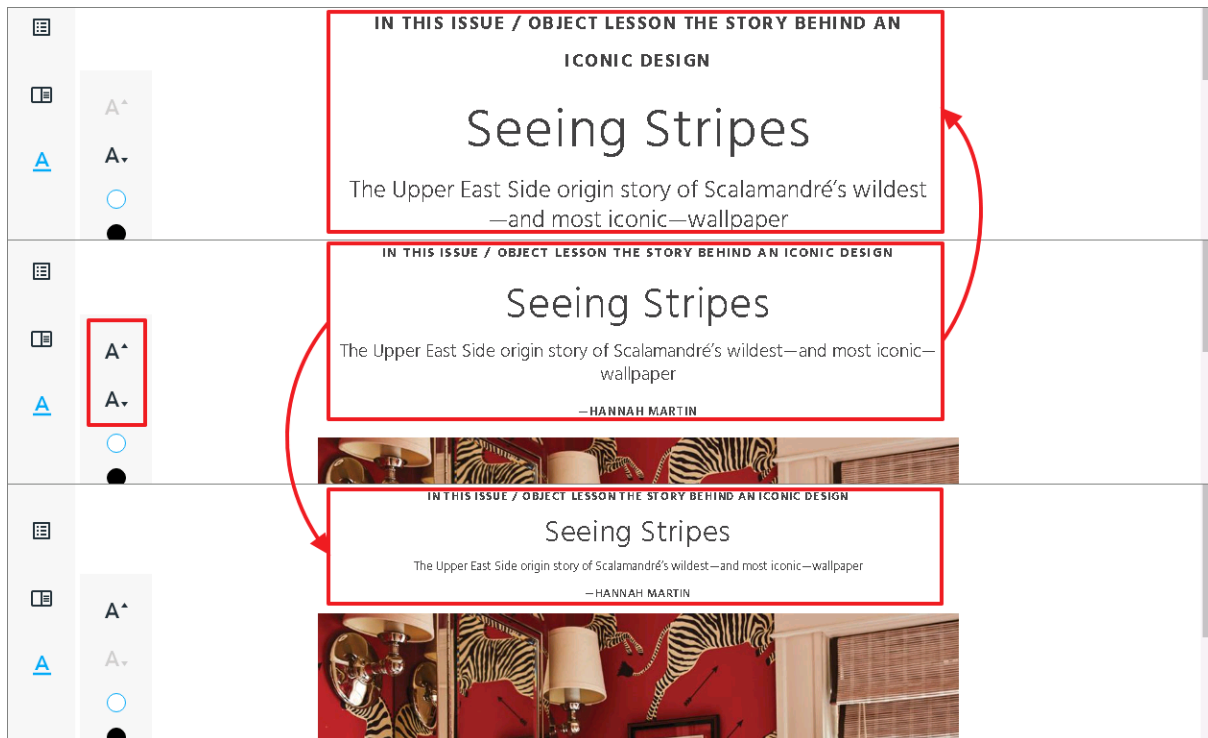 IN THIS ISSUE / OBJECT LESSON THE STORY BEHIND AN
ICONIC DESIGN
A
Seeing Stripes
A
A
The Upper East Side origin story of Scalamandré's wildest
—and most iconic—wallpaper
IN THIS ISSUE / OBJECT LESSON THE STORY BEHIND AN ICONIC DESIGN
Seeing Stripes
A
The Upper East Side origin story of Scalamandré's wildest—and most iconic—
wallpaper
A
A
—HANNAH MARTIN
IN THIS ISSUE / OBJECT LESSON THE STORY BEHIND AN ICONIC DESIGN
Seeing Stripes
The Upper East Side origin story of Scalamandré's wildest—and most iconic—wallpaper
—HANNAH MARTIN
A
A
A